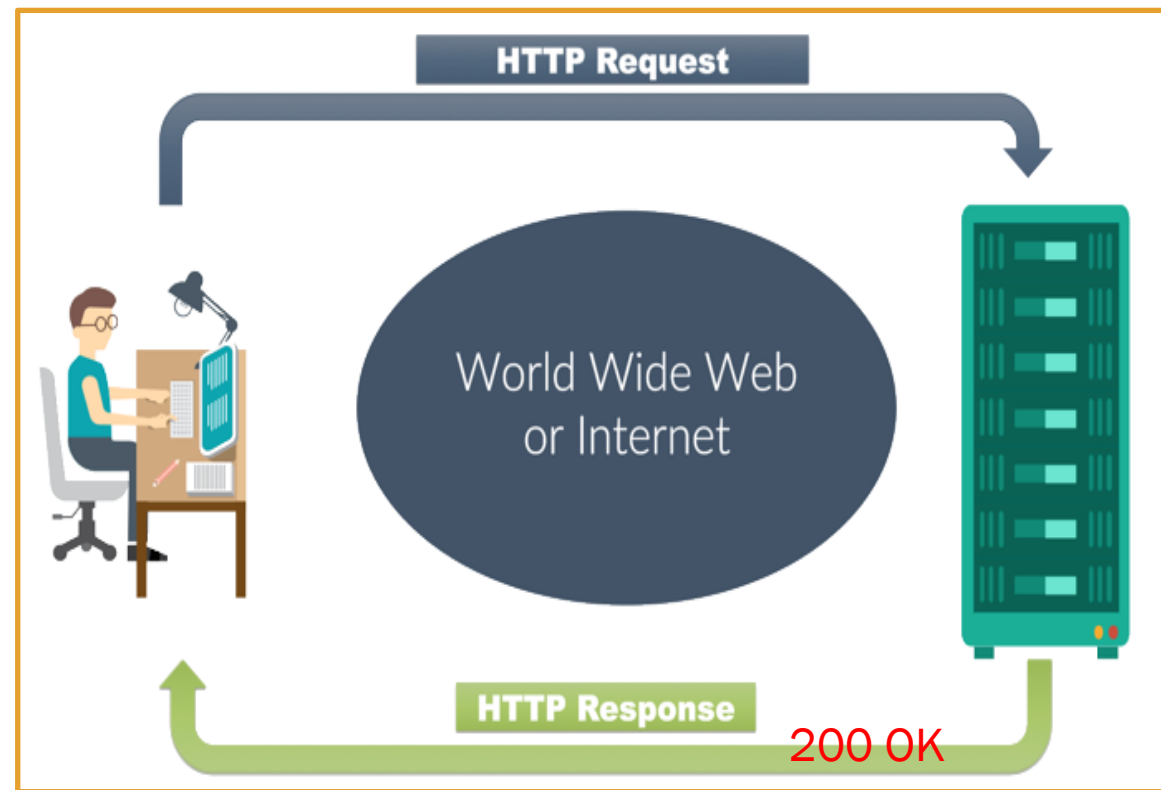 HTTP Request
World Wide Web
or Internet
HTTP Response
200 OK